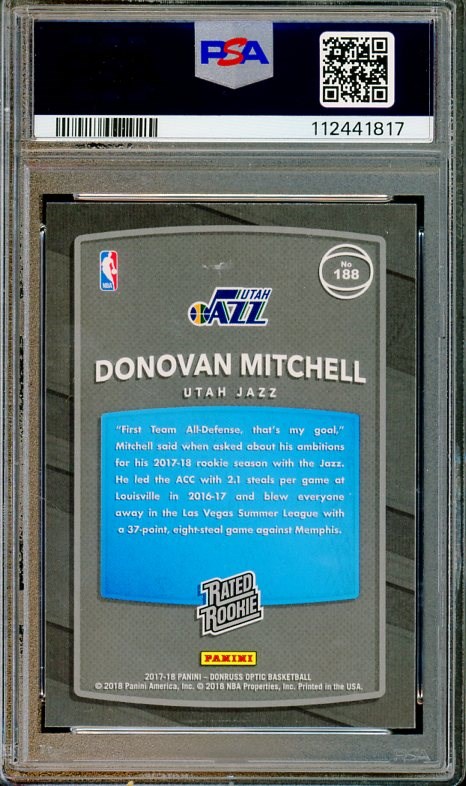 PSA
112441817
NBA
No
188
UTAH
JAZZ
DONOVAN MITCHELL
UTAH JAZZ
"First Team All-Defense, that's my goal,"
Mitchell said when asked about his ambitions
for his 2017-18 rookie season with the Jazz.
He led the ACC with 2.1 steals per game at
Louisville in 2016-17 and blew everyone
away in the Las Vegas Summer League with
a 37-point, eight-steal game against Memphis.
RATED
ROOKIE
PANINI
2017-18 PANINI – DONRUSS OPTIC BASKETBALL
© 2018 Panini America, Inc. © 2018 NBA Properties, Inc. Printed in the USA.
PSA